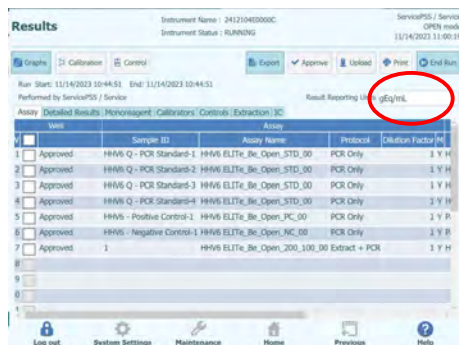 Results
Instrument Name : 2412104E0000C
Instrument Status : RUNNING
ServicePSS / Service
OPEN mode
11/14/2023 11:00:1
Graphs Calibration Control Export Approve Upload Print End Run
Run Start: 11/14/2023 10:44:51 End: 11/14/2023 10:44:51
Performed by ServicePSS / Service
Result Reporting Units gEq/mL
Assay Detailed Results Monoreagent Calibrators Controls Extraction IC
Well Assay
V Sample ID Assay Name Protocol Dilution Factor M
1 Approved HHV6 Q - PCR Standard-1 HHV6 ELITe_Be_Open_STD_00 PCR Only 1 Y H
2 Approved HHV6 Q - PCR Standard-2 HHV6 ELITe_Be_Open_STD_00 PCR Only 1 Y H
3 Approved HHV6 Q - PCR Standard-3 HHV6 ELITe_Be_Open_STD_00 PCR Only 1 Y H
4 Approved HHV6 Q - PCR Standard-4 HHV6 ELITe_Be_Open_STD_00 PCR Only 1 Y H
5 Approved HHV6 - Positive Control-1 HHV6 ELITe_Be_Open_PC_00 PCR Only 1 Y P
6 Approved HHV6 - Negative Control-1 HHV6 ELITe_Be_Open_NC_00 PCR Only 1 Y P
7 Approved 1 HHV6 ELITe_Be_Open_200_100_00 Extract + PCR 1 Y H
8
9
0
Log out System Settings Maintenance Home Previous Help